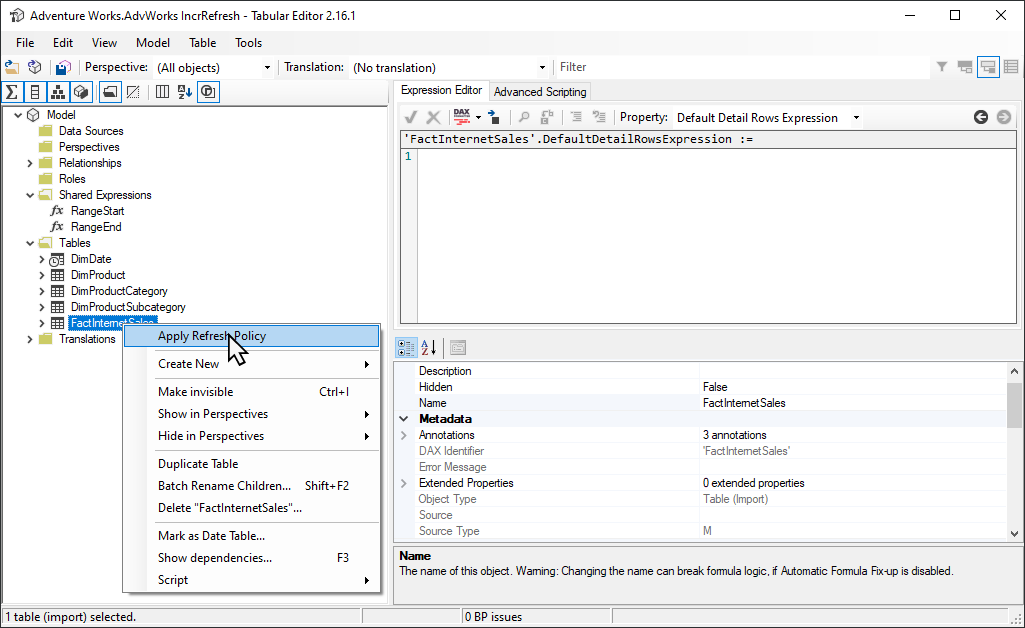 Adventure Works.AdvWorks IncrRefresh - Tabular Editor 2.16.1
File Edit View Model Table Tools
Perspective: (All objects) Translation: (No translation) Filter
Expression Editor Advanced Scripting
DAX Property: Default Detail Rows Expression
'FactInternetSales'.DefaultDetailRowsExpression :=
1
Model
Data Sources
Perspectives
Relationships
Roles
Shared Expressions
fx RangeStart
fx RangeEnd
Tables
DimDate
DimProduct
DimProductCategory
DimProductSubcategory
FactInternetSales
Translations
Apply Refresh Policy
Create New
Make invisible Ctrl+I
Show in Perspectives
Hide in Perspectives
Duplicate Table
Batch Rename Children... Shift+F2
Delete "FactInternetSales"...
Mark as Date Table...
Show dependencies... F3
Script
Description
Hidden False
Name FactInternetSales
Metadata
Annotations 3 annotations
DAX Identifier 'FactInternetSales'
Error Message
Extended Properties 0 extended properties
Object Type Table (Import)
Source
Source Type M
Name
The name of this object. Warning: Changing the name can break formula logic, if Automatic Formula Fix-up is disabled.
1 table (import) selected. 0 BP issues